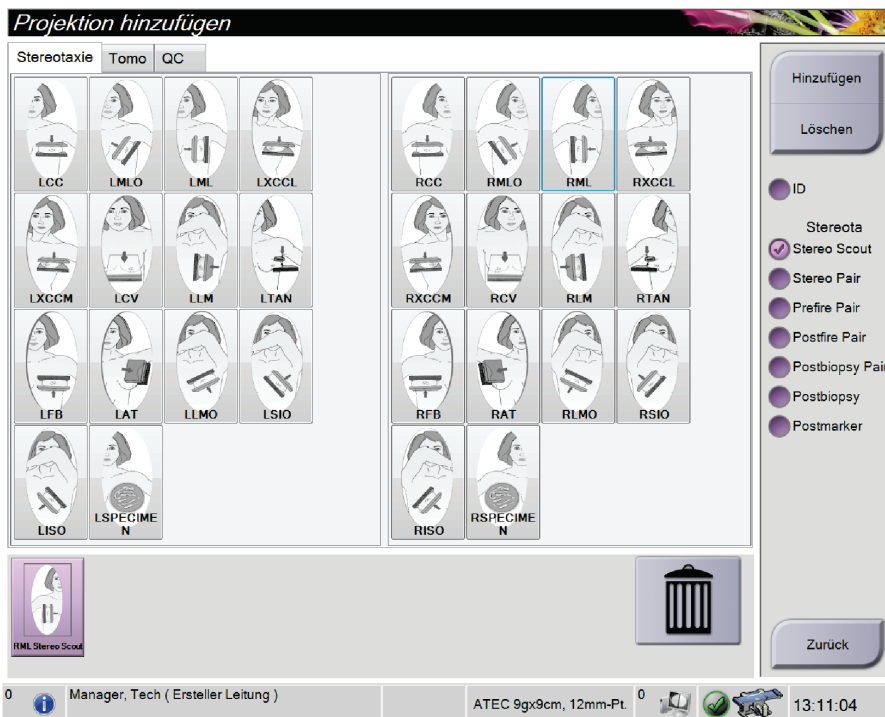 Projektion hinzufügen
Stereotaxie
Tomo
QC
LCC
LMLO
LML
LXCCL
LXCCM
LCV
LLM
LTAN
LFB
LAT
LLMO
LSIO
LISO
LSPECIME
N
RCC
RMLO
RML
RXCCL
RXCCM
RCV
RLM
RTAN
RFB
RAT
RLMO
RSIO
RISO
RSPECIME
N
Hinzufügen
Löschen
ID
Stereota
Stereo Scout
Stereo Pair
Prefire Pair
Postfire Pair
Postbiopsy Pair
Postbiopsy
Postmarker
RML Stereo Scout
Zurück
0
Manager, Tech ( Ersteller Leitung )
ATEC 9gx9cm, 12mm-Pt.
0
13:11:04